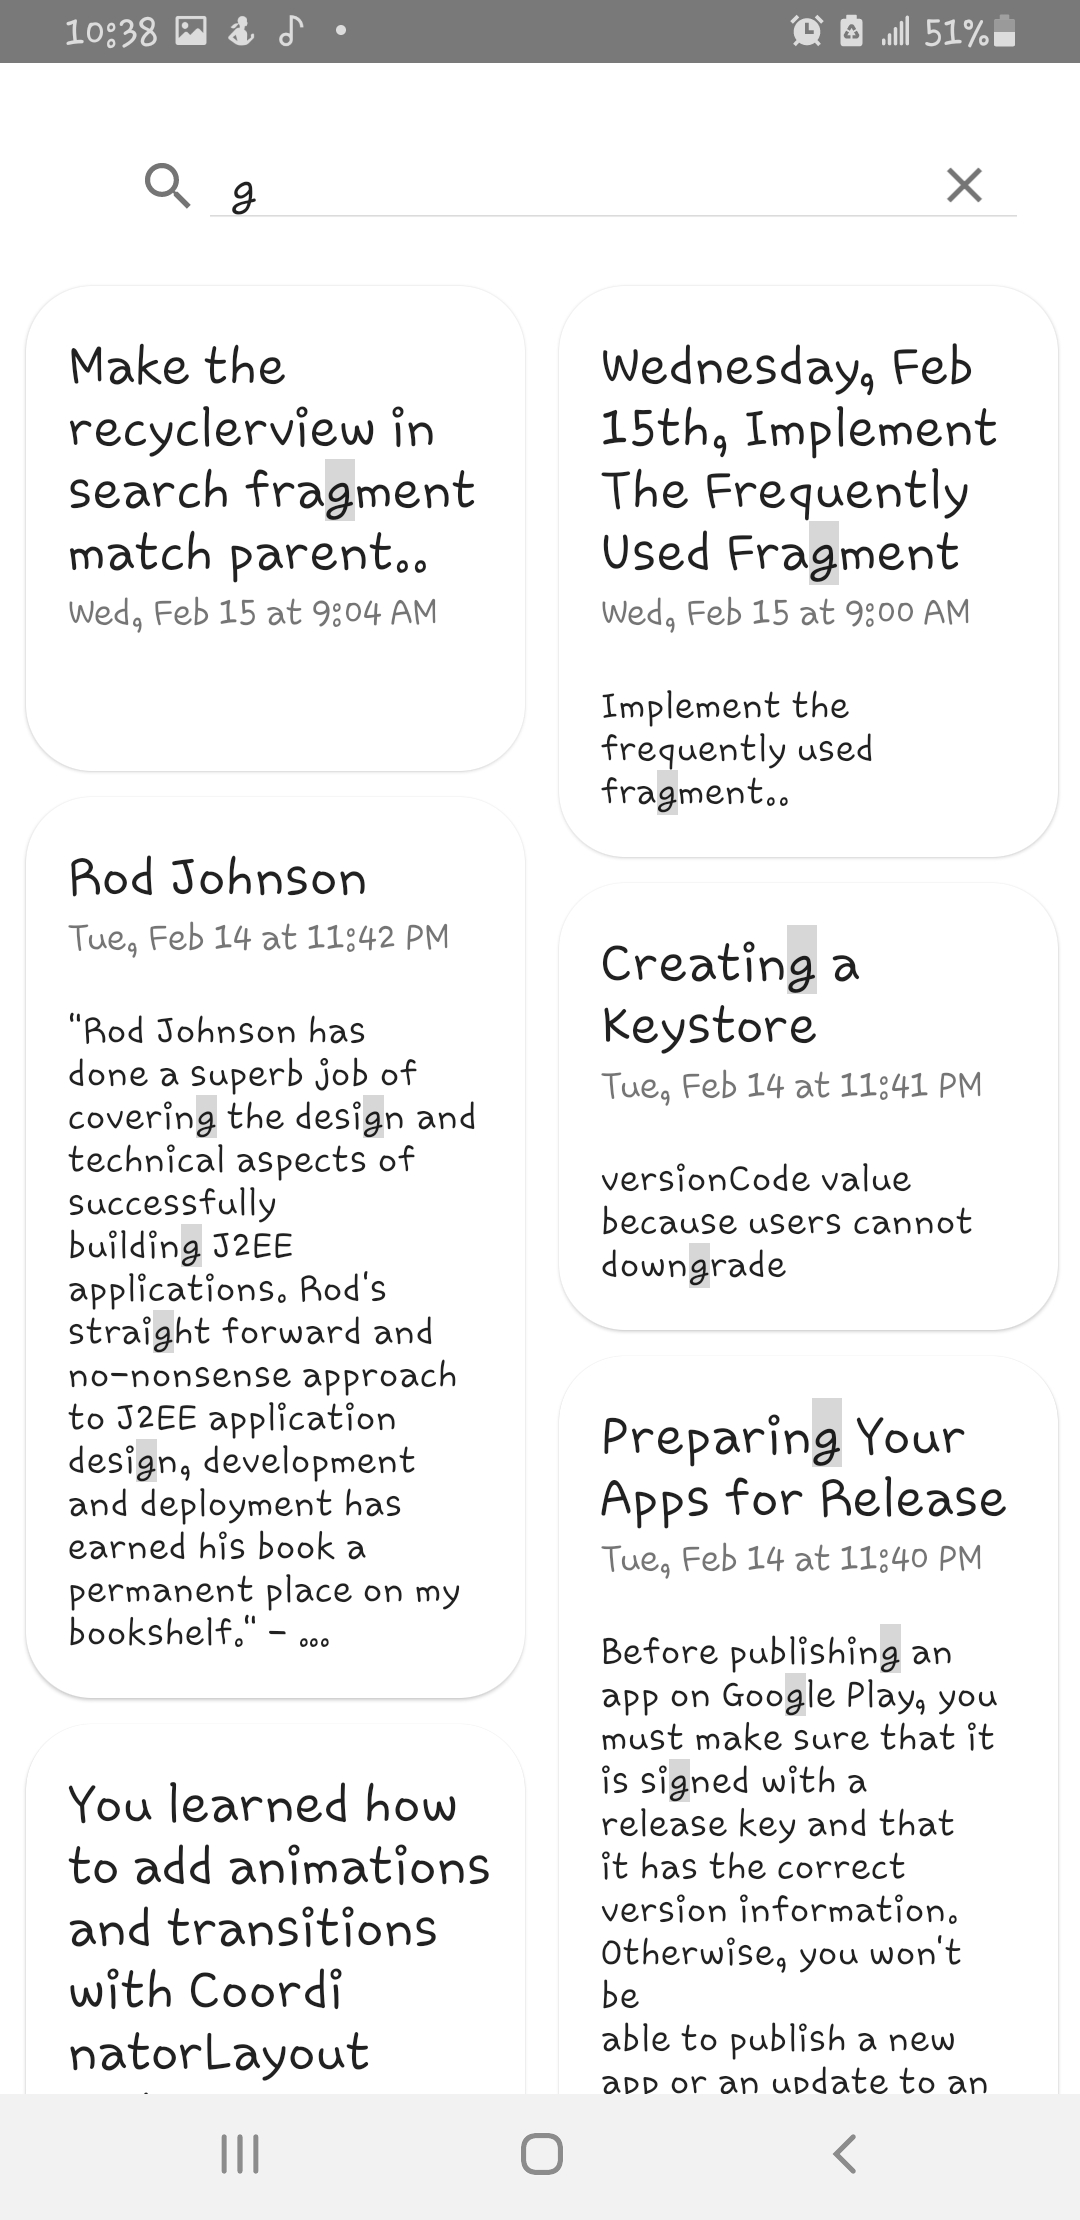 10:38
51%
g
Make the
recyclerview in
search fragment
match parent..
Wed, Feb 15 at 9:04 AM
Wednesday, Feb
15th, Implement
The Frequently
Used Fragment
Wed, Feb 15 at 9:00 AM
Implement the
frequently used
fragment..
Rod Johnson
Tue, Feb 14 at 11:42 PM
"Rod Johnson has
done a superb job of
covering the design and
technical aspects of
successfully
building J2EE
applications. Rod's
straight forward and
no-nonsense approach
to J2EE application
design, development
and deployment has
earned his book a
permanent place on my
bookshelf." - ...
Creating a
Keystore
Tue, Feb 14 at 11:41 PM
versionCode value
because users cannot
downgrade
Preparing Your
Apps for Release
Tue, Feb 14 at 11:40 PM
Before publishing an
app on Google Play, you
must make sure that it
is signed with a
release key and that
it has the correct
version information.
Otherwise, you won't
be
able to publish a new
app or an update to an
You learned how
to add animations
and transitions
with Coordi
natorLayout